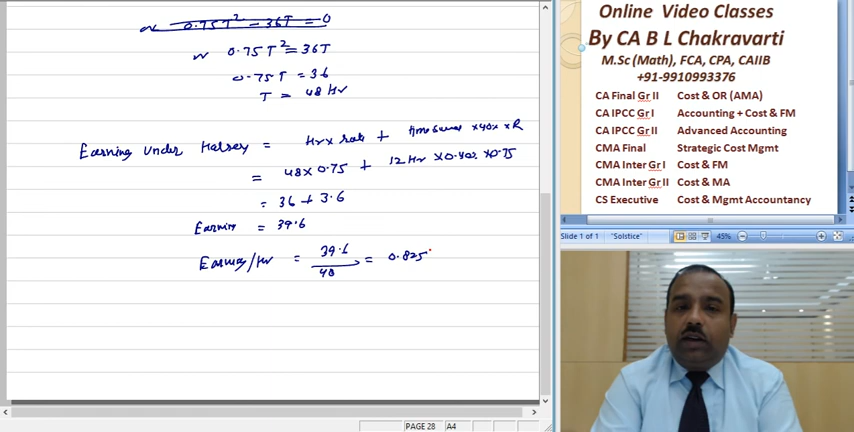 0.75T² - 36T = 0
0.75T² = 36T
0.75T = 36
T = 48 Hr
Earning Under Halsey = Hr x rate + x 40% x R
= 48 x 0.75 + 12 Hr x 0.40 x 0.75
= 36 + 3.6
= 39.6
Earning/Hr = 39.6 / 48 = 0.825
PAGE 28 A4
Online Video Classes
By CA B L Chakravarti
M.Sc (Math), FCA, CPA, CAIIB
+91-9910993376
CA Final Gr II Cost & OR (AMA)
CA IPCC Gr I Accounting + Cost & FM
CA IPCC Gr II Advanced Accounting
CMA Final Strategic Cost Mgmt
CMA Inter Gr I Cost & FM
CMA Inter Gr II Cost & MA
CS Executive Cost & Mgmt Accountancy
Slide 1 of 1 "Solstice" 45%